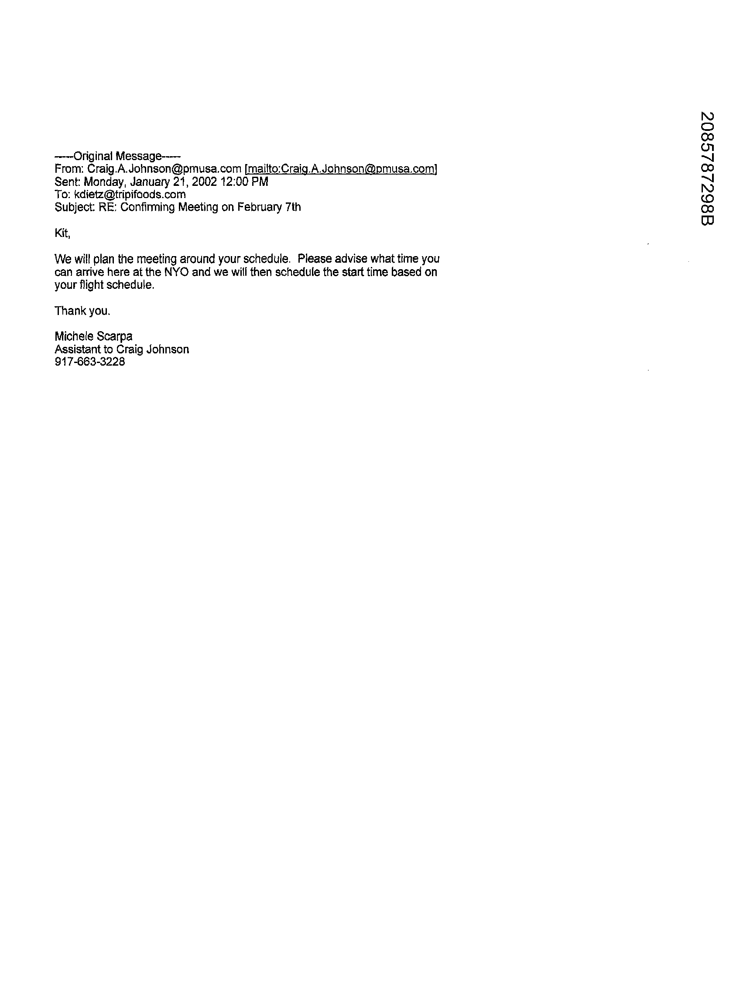 -----Original Message-----
From: Craig.A.Johnson@pmusa.com [mailto:Craig.A.Johnson@pmusa.com]
Sent: Monday, January 21, 2002 12:00 PM
To: kdietz@tripifoods.com
Subject: RE: Confirming Meeting on February 7th
Kit,
We will plan the meeting around your schedule. Please advise what time you
can arrive here at the NYO and we will then schedule the start time based on
your flight schedule.
Thank you.
Michele Scarpa
Assistant to Craig Johnson
917-663-3228
2085787298B